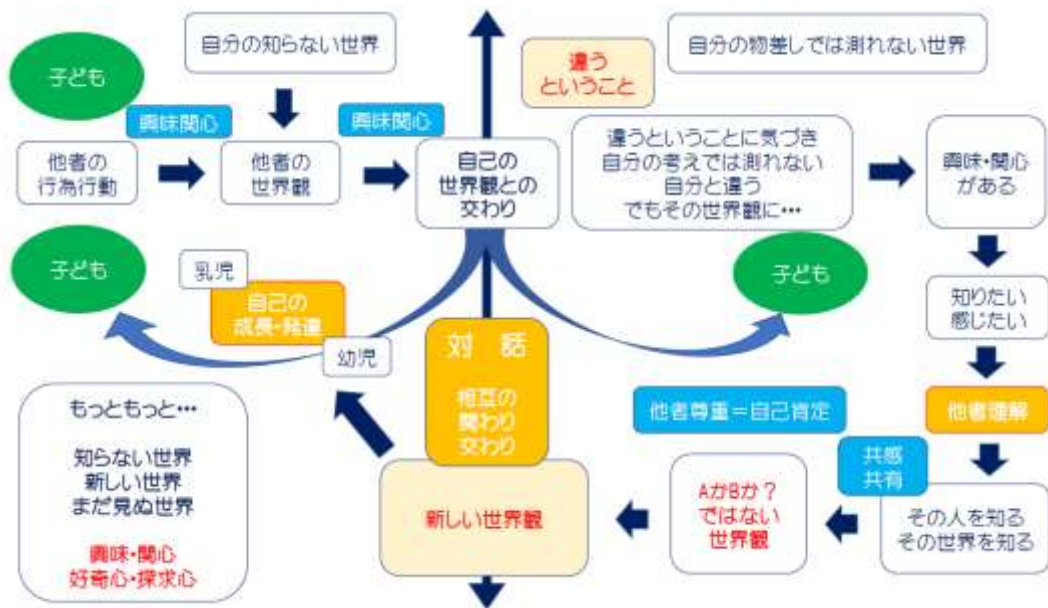 自分の知らない世界
違う
ということ
自分の物差しでは測れない世界
子ども
興味関心
興味関心
他者の
行為行動
他者の
世界観
自己の
世界観との
交わり
違うということに気づき
自分の考えでは測れない
自分と違う
でもその世界観に…
興味・関心
がある
子ども
乳児
自己の
成長・発達
幼児
子ども
知りたい
感じたい
対 話
相互の
関わり
交わり
他者尊重=自己肯定
他者理解
もっともっと…
知らない世界
新しい世界
まだ見ぬ世界
興味・関心
好奇心・探求心
新しい世界観
AかBか?
ではない
世界観
共感
共有
その人を知る
その世界を知る